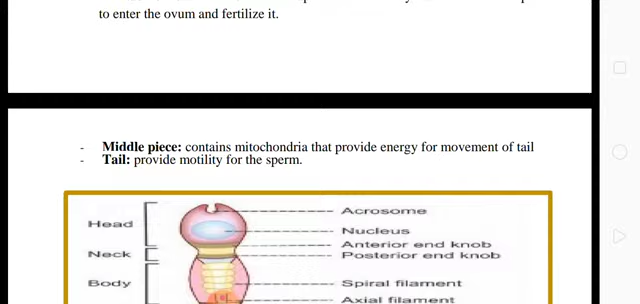 to enter the ovum and fertilize it.
- Middle piece: contains mitochondria that provide energy for movement of tail
- Tail: provide motility for the sperm.
Acrosome
Head
Nucleus
Anterior end knob
Neck
Posterior end knob
Body
Spiral filament
Axial filament